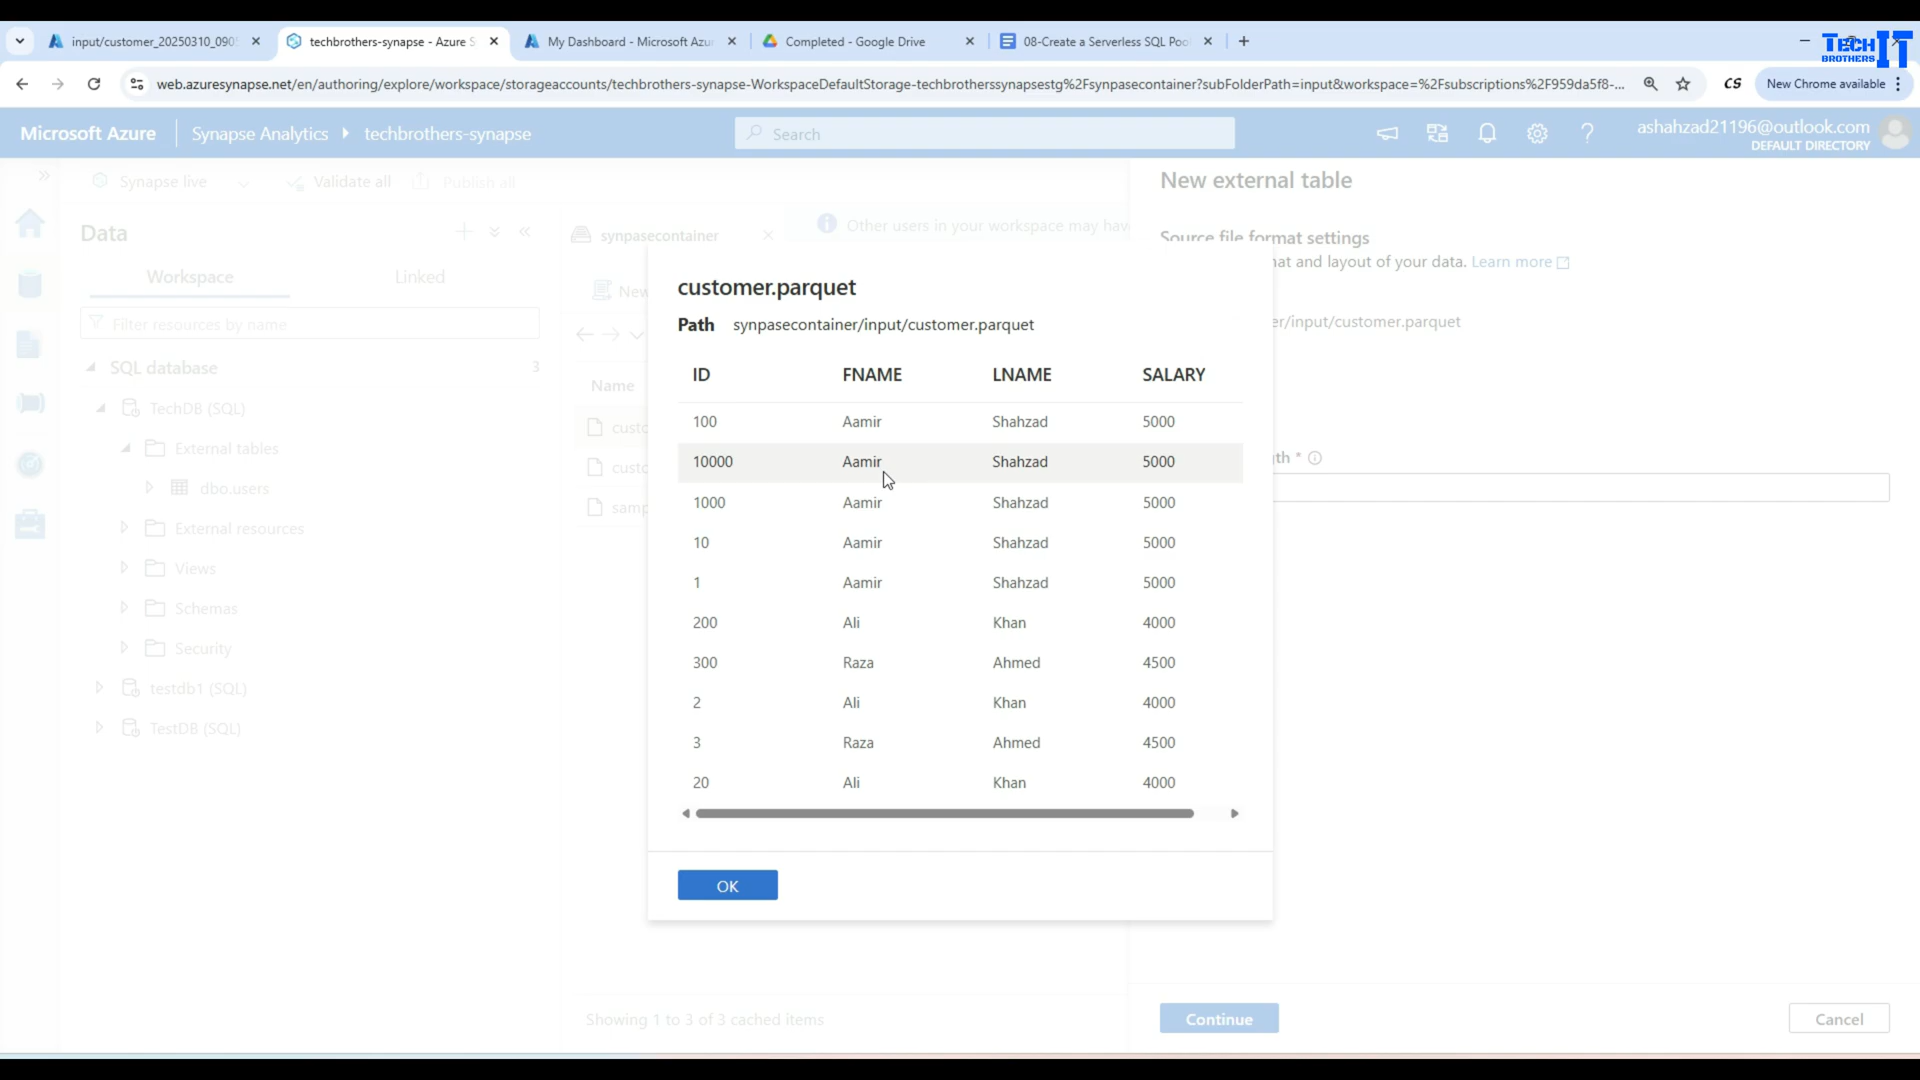 input/customer_20250310_090
techbrothers-synapse - Azure S
My Dashboard - Microsoft Azur
Completed - Google Drive
08-Create a Serverless SQL Poo
TECH IT
BROTHERS
web.azuresynapse.net/en/authoring/explore/workspace/storageaccounts/techbrothers-synapse-WorkspaceDefaultStorage-techbrotherssynapsestg%2Fsynpasecontainer?subFolderPath=input&workspace=%2Fsubscriptions%2F959da5f8-...
CS
New Chrome available
Microsoft Azure
Synapse Analytics
techbrothers-synapse
Search
ashahzad21196@outlook.com
DEFAULT DIRECTORY
Synapse live
Validate all
Publish all
New external table
Data
synpasecontainer
Other users in your workspace may hav
Source file format settings
at and layout of your data. Learn more
Workspace
Linked
New
Filter resources by name
er/input/customer.parquet
SQL database
3
TechDB (SQL)
External tables
dbo.users
External resources
Views
Schemas
Security
testdb1 (SQL)
TestDB (SQL)
Name
custo
custo
samp
gth *
customer.parquet
Path synpasecontainer/input/customer.parquet
ID FNAME LNAME SALARY
100 Aamir Shahzad 5000
10000 Aamir Shahzad 5000
1000 Aamir Shahzad 5000
10 Aamir Shahzad 5000
1 Aamir Shahzad 5000
200 Ali Khan 4000
300 Raza Ahmed 4500
2 Ali Khan 4000
3 Raza Ahmed 4500
20 Ali Khan 4000
OK
Showing 1 to 3 of 3 cached items
Continue
Cancel